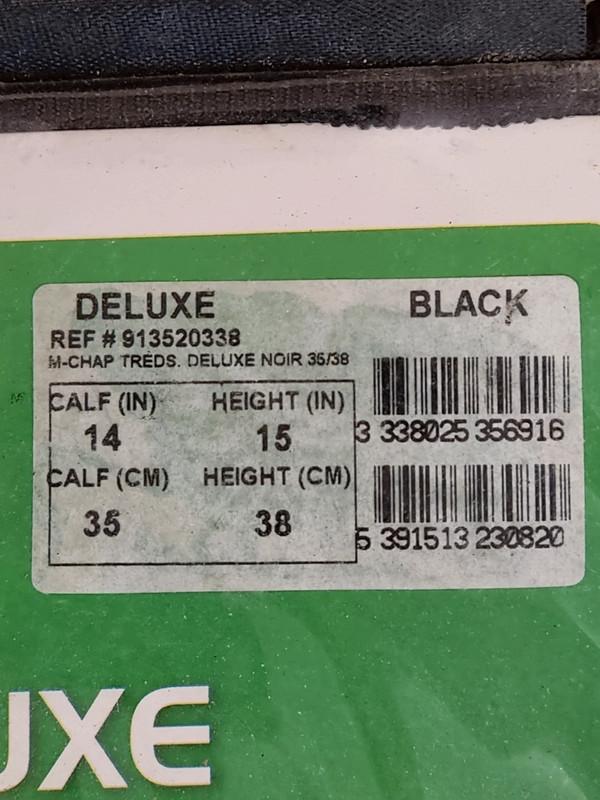 DELUXE BLACK
REF # 913520338
M-CHAP TREDS. DELUXE NOIR 35/38
CALF (IN) HEIGHT (IN)
14 15
3 338025 356916
CALF (CM) HEIGHT (CM)
35 38
5 391513 230820
UXE